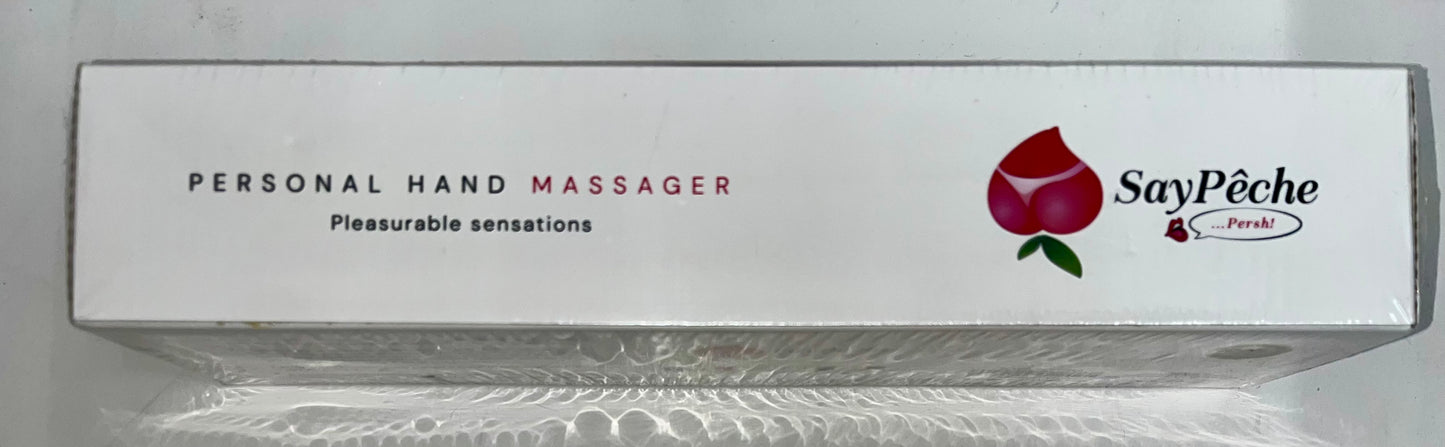 PERSONAL HAND MASSAGER
Pleasurable sensations
SayPêche
...Persh!